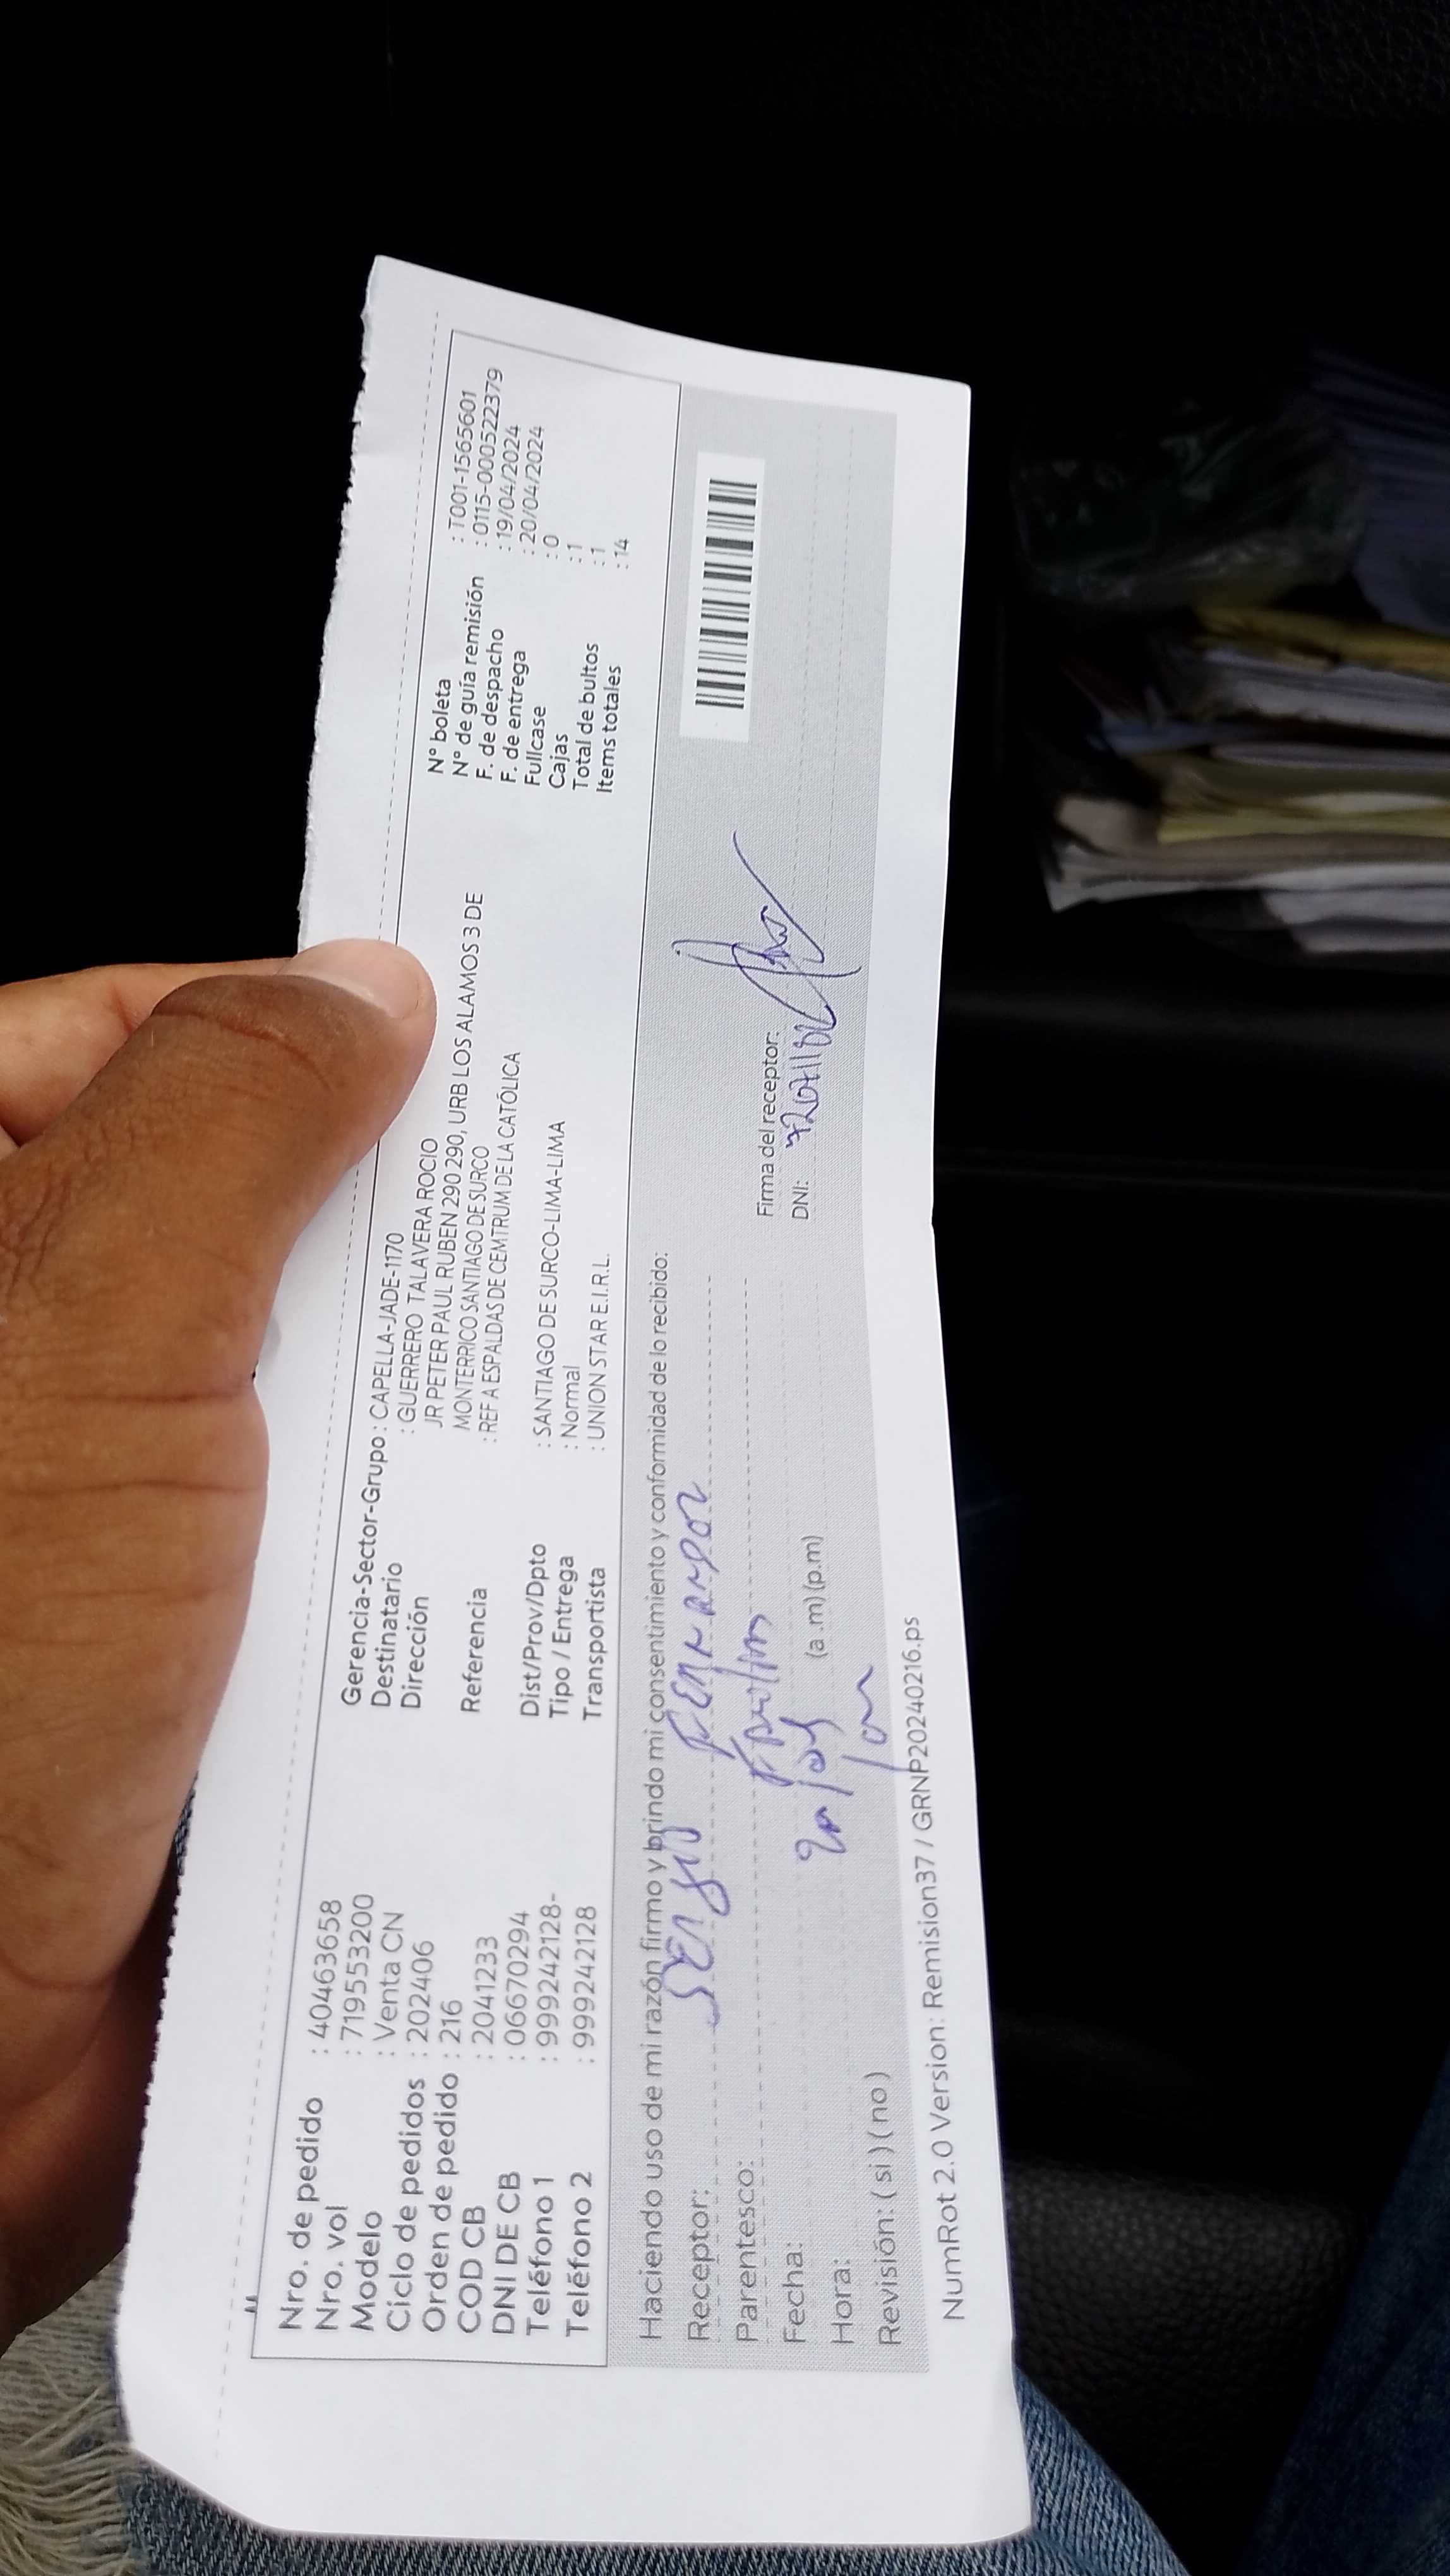 Nro. de pedido : 40463658
Nro. vol : 719553200
Modelo : Venta CN
Ciclo de pedidos : 202406
Orden de pedido : 216
COD CB : 2041233
DNI DE CB : 06670294
Teléfono 1 : 999242128-
Teléfono 2 : 999242128
Gerencia-Sector-Grupo : CAPELLA-JADE-1170
Destinatario : GUERRERO TALAVERA ROCIO
Dirección JR PETER PAUL RUBEN 290 290, URB LOS ALAMOS 3 DE
MONTERRICO SANTIAGO DE SURCO
Referencia : REF A ESPALDAS DE CEMTRUM DE LA CATÓLICA
Dist/Prov/Dpto : SANTIAGO DE SURCO-LIMA-LIMA
Tipo / Entrega : Normal
Transportista : UNION STAR E.I.R.L.
N° boleta : T001-1565601
N° de guía remisión : 0115-0000522379
F. de despacho : 19/04/2024
F. de entrega : 20/04/2024
Fullcase : 0
Cajas : 1
Total de bultos : 1
Items totales : 14
Haciendo uso de mi razón firmo y brindo mi consentimiento y conformidad de lo recibido:
Receptor:
Parentesco:
Fecha: 20/04
Hora: (a .m) (p.m)
Revisión: ( si ) ( no )
Firma del receptor:
DNI:
NumRot 2.0 Version: Remision37 / GRNP20240216.ps